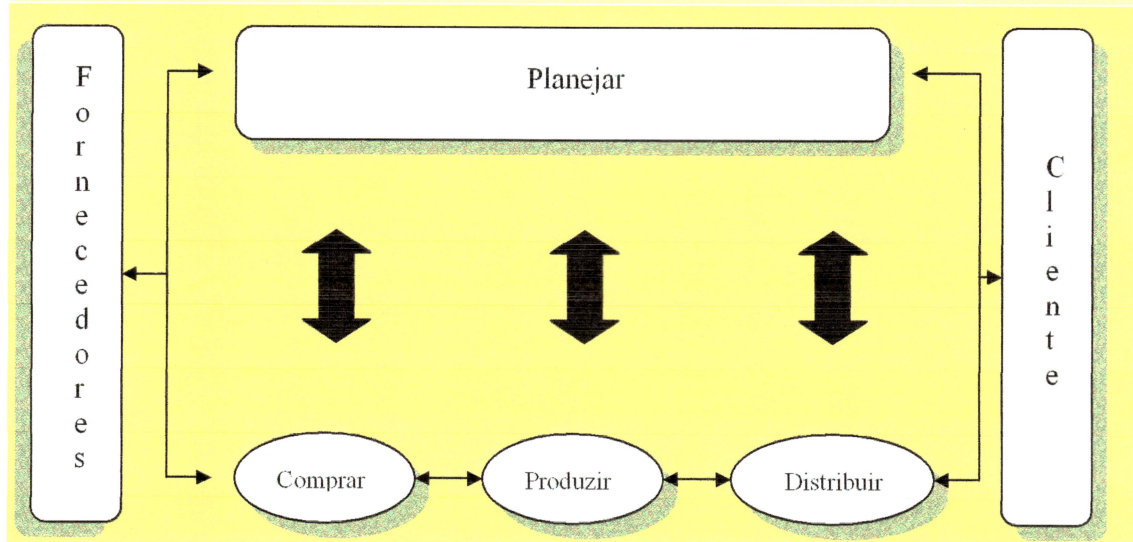 Fornecedores
Planejar
Cliente
Comprar
Produzir
Distribuir